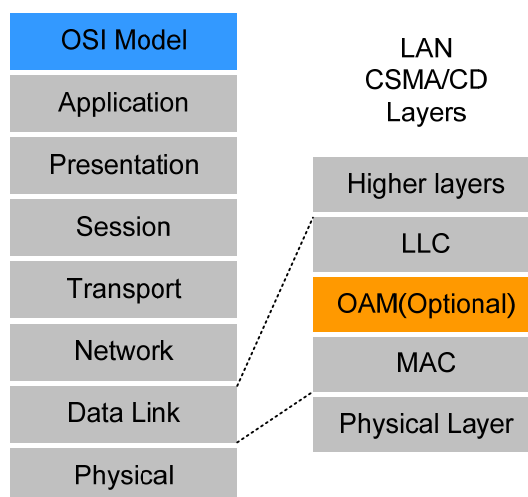 OSI Model
Application
Presentation
Session
Transport
Network
Data Link
Physical
LAN
CSMA/CD
Layers
Higher layers
LLC
OAM(Optional)
MAC
Physical Layer